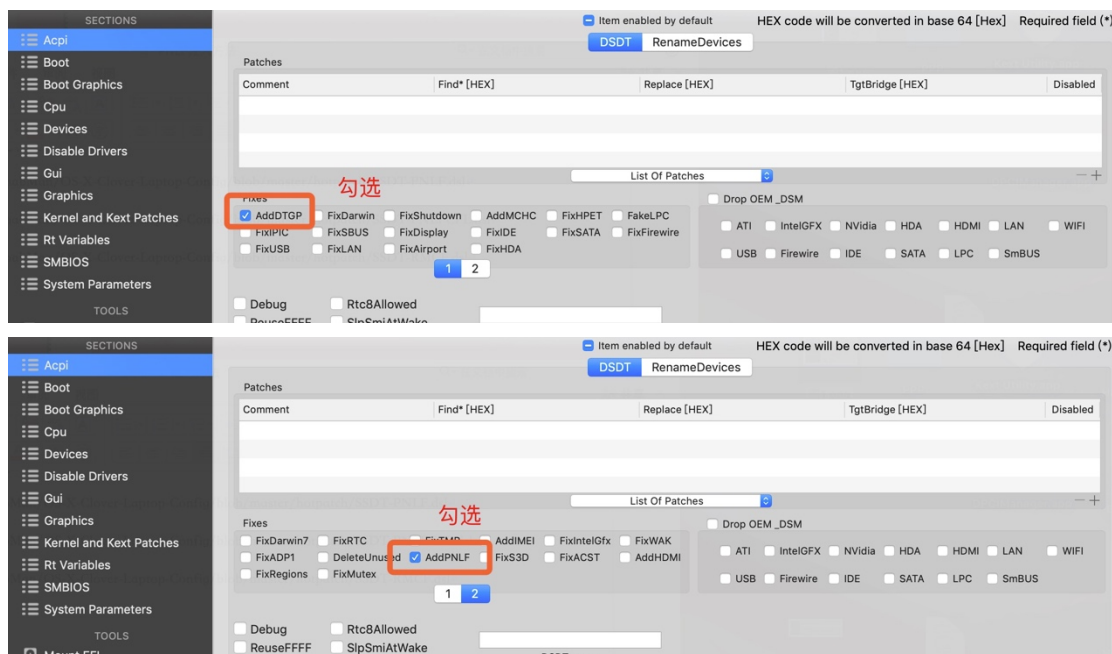 SECTIONS
Item enabled by default HEX code will be converted in base 64 [Hex] Required field (*)
Acpi
DSDT RenameDevices
Boot
Patches
Boot Graphics
Comment Find* [HEX] Replace [HEX] TgtBridge [HEX] Disabled
Cpu
Devices
Disable Drivers
Gui
List Of Patches
勾选
Graphics
Fixes Drop OEM _DSM
Kernel and Kext Patches
AddDTGP FixDarwin FixShutdown AddMCHC FixHPET FakeLPC
ATI IntelGFX NVidia HDA HDMI LAN WIFI
Rt Variables
FixIPIC FixSBUS FixDisplay FixIDE FixSATA FixFirewire
SMBIOS
FixUSB FixLAN FixAirport FixHDA
USB Firewire IDE SATA LPC SmBUS
1 2
System Parameters
Debug Rtc8Allowed
TOOLS
ReuseFFFF SlpSmiAtWake
SECTIONS
Item enabled by default HEX code will be converted in base 64 [Hex] Required field (*)
Acpi
DSDT RenameDevices
Boot
Patches
Boot Graphics
Comment Find* [HEX] Replace [HEX] TgtBridge [HEX] Disabled
Cpu
Devices
Disable Drivers
Gui
List Of Patches
勾选
Graphics
Fixes Drop OEM _DSM
Kernel and Kext Patches
FixDarwin7 FixRTC FixTMR AddIMEI FixIntelGfx FixWAK
ATI IntelGFX NVidia HDA HDMI LAN WIFI
Rt Variables
FixADP1 DeleteUnused AddPNLF FixS3D FixACST AddHDMI
SMBIOS
FixRegions FixMutex
USB Firewire IDE SATA LPC SmBUS
1 2
System Parameters
Debug Rtc8Allowed
TOOLS
ReuseFFFF SlpSmiAtWake